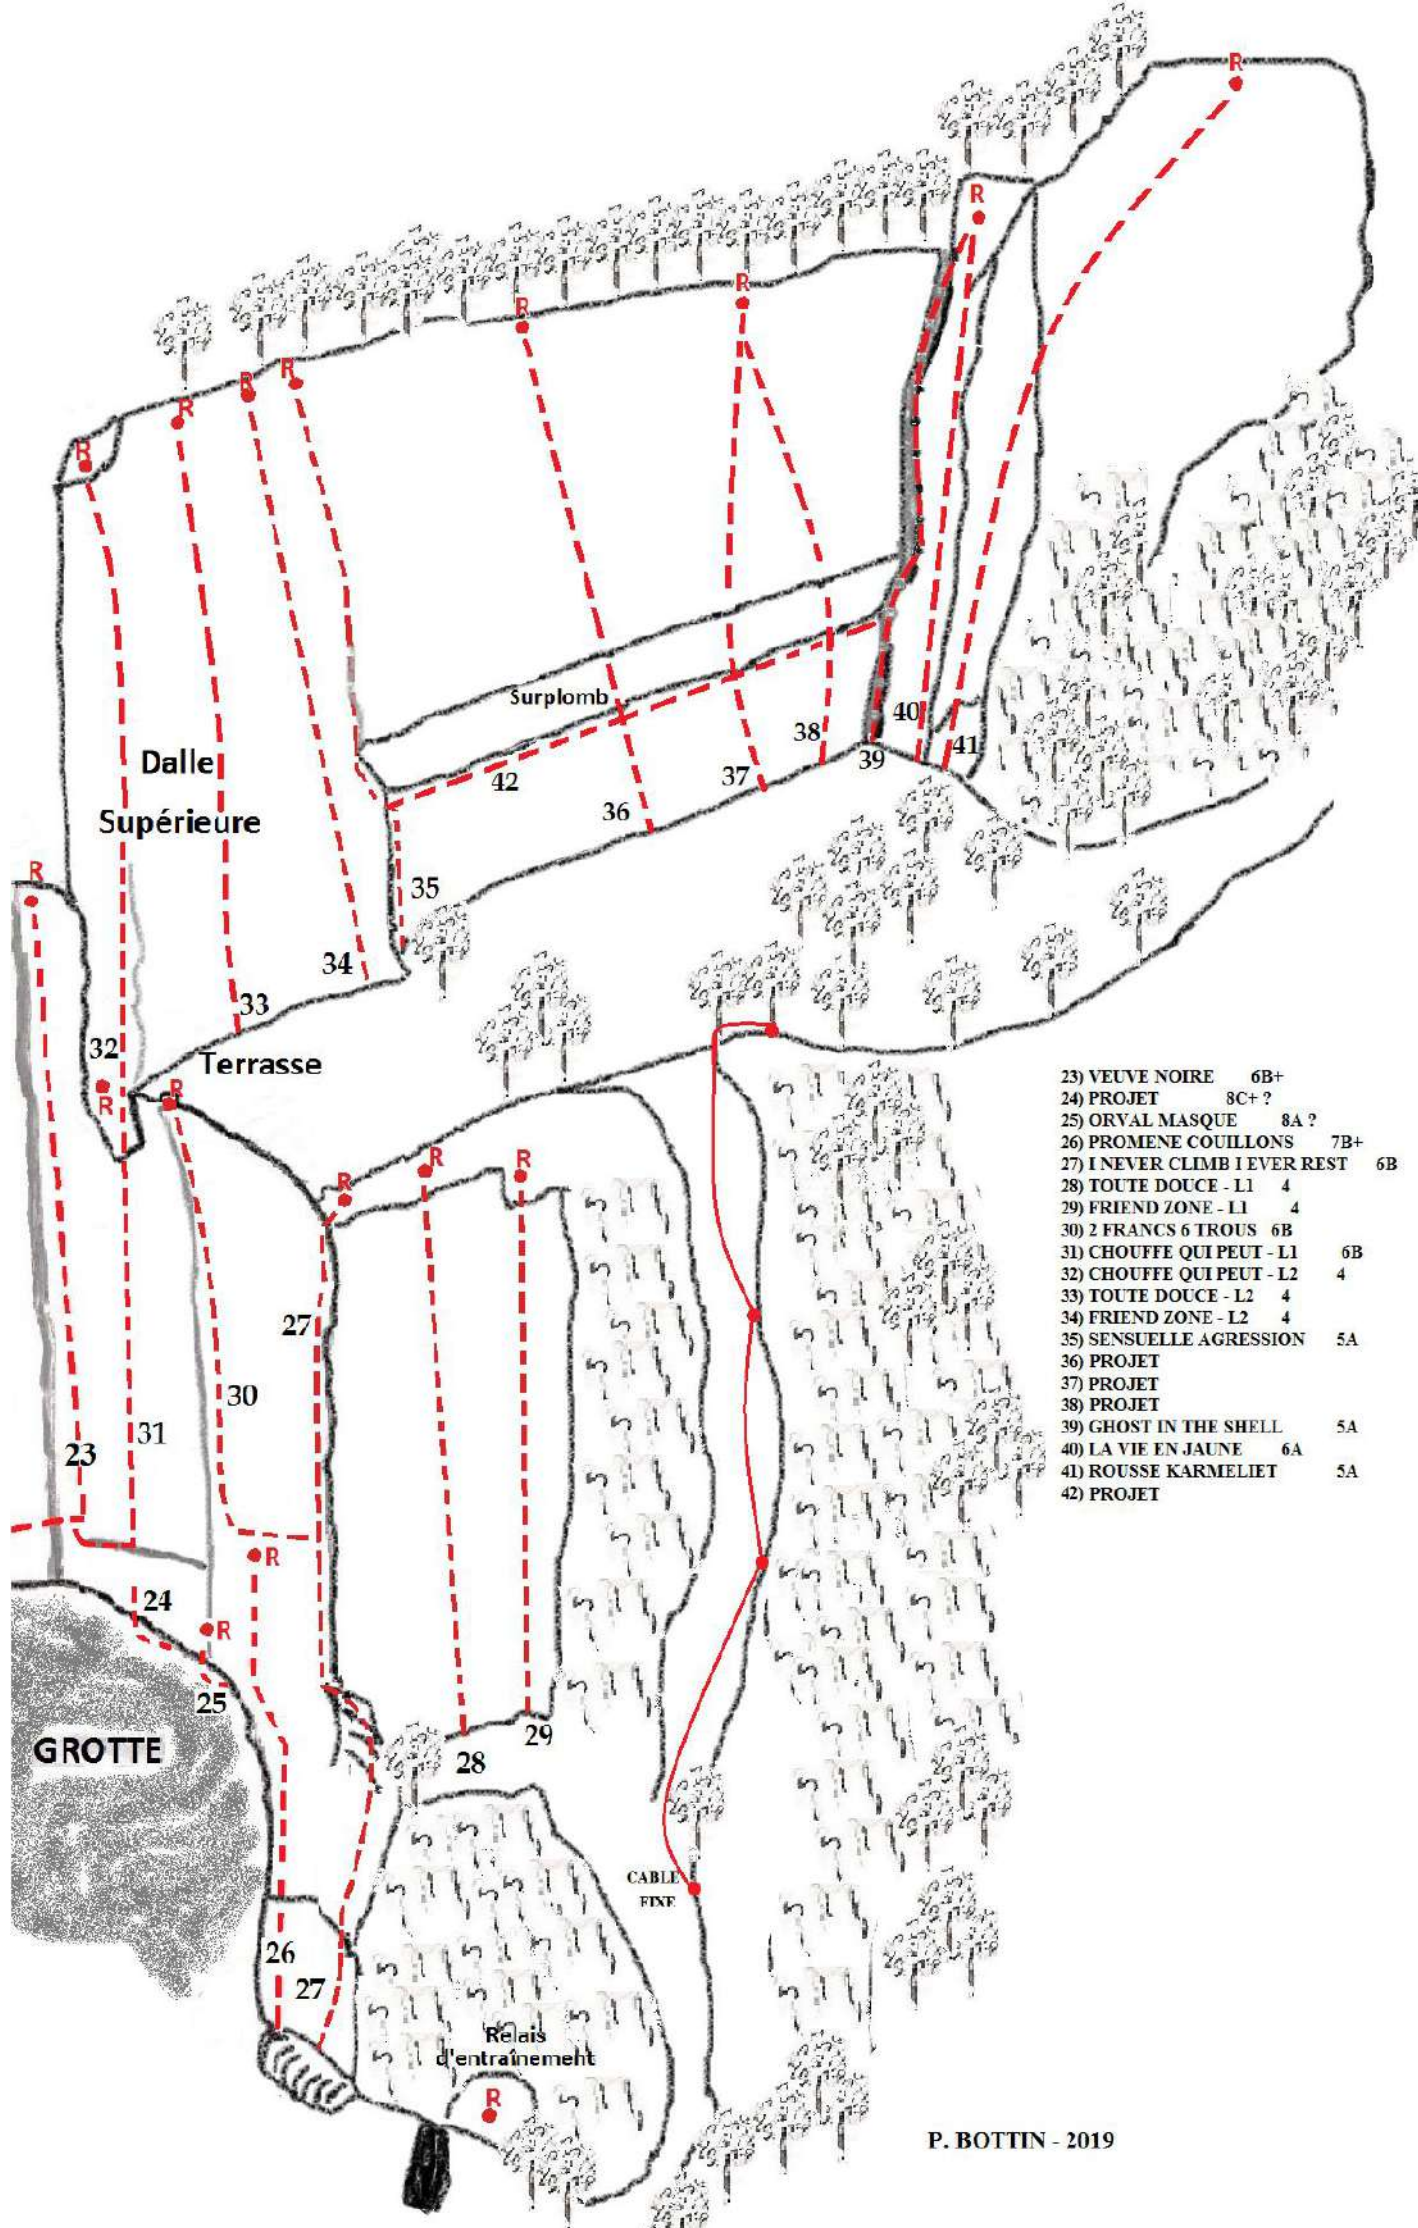 R
R
R
R
R
R
R
R
R
Surplomb
40
38
39
41
37
42
36
Dalle
Supérieure
35
R
34
33
32
Terrasse
R
R
R
R
R
23) VEUVE NOIRE 6B+
24) PROJET 8C+ ?
25) ORVAL MASQUE 8A ?
26) PROMENE COUILLONS 7B+
27) I NEVER CLIMB I EVER REST 6B
28) TOUTE DOUCE - L1 4
29) FRIEND ZONE - L1 4
30) 2 FRANCS 6 TROUS 6B
31) CHOUFFE QUI PEUT - L1 6B
32) CHOUFFE QUI PEUT - L2 4
33) TOUTE DOUCE - L2 4
34) FRIEND ZONE - L2 4
35) SENSUELLE AGRESSION 5A
36) PROJET
37) PROJET
38) PROJET
39) GHOST IN THE SHELL 5A
40) LA VIE EN JAUNE 6A
41) ROUSSE KARMELIET 5A
42) PROJET
27
30
31
23
R
24
R
25
GROTTE
29
28
CABLE
FIXE
26
27
Relais
d'entraînement
R
P. BOTTIN - 2019